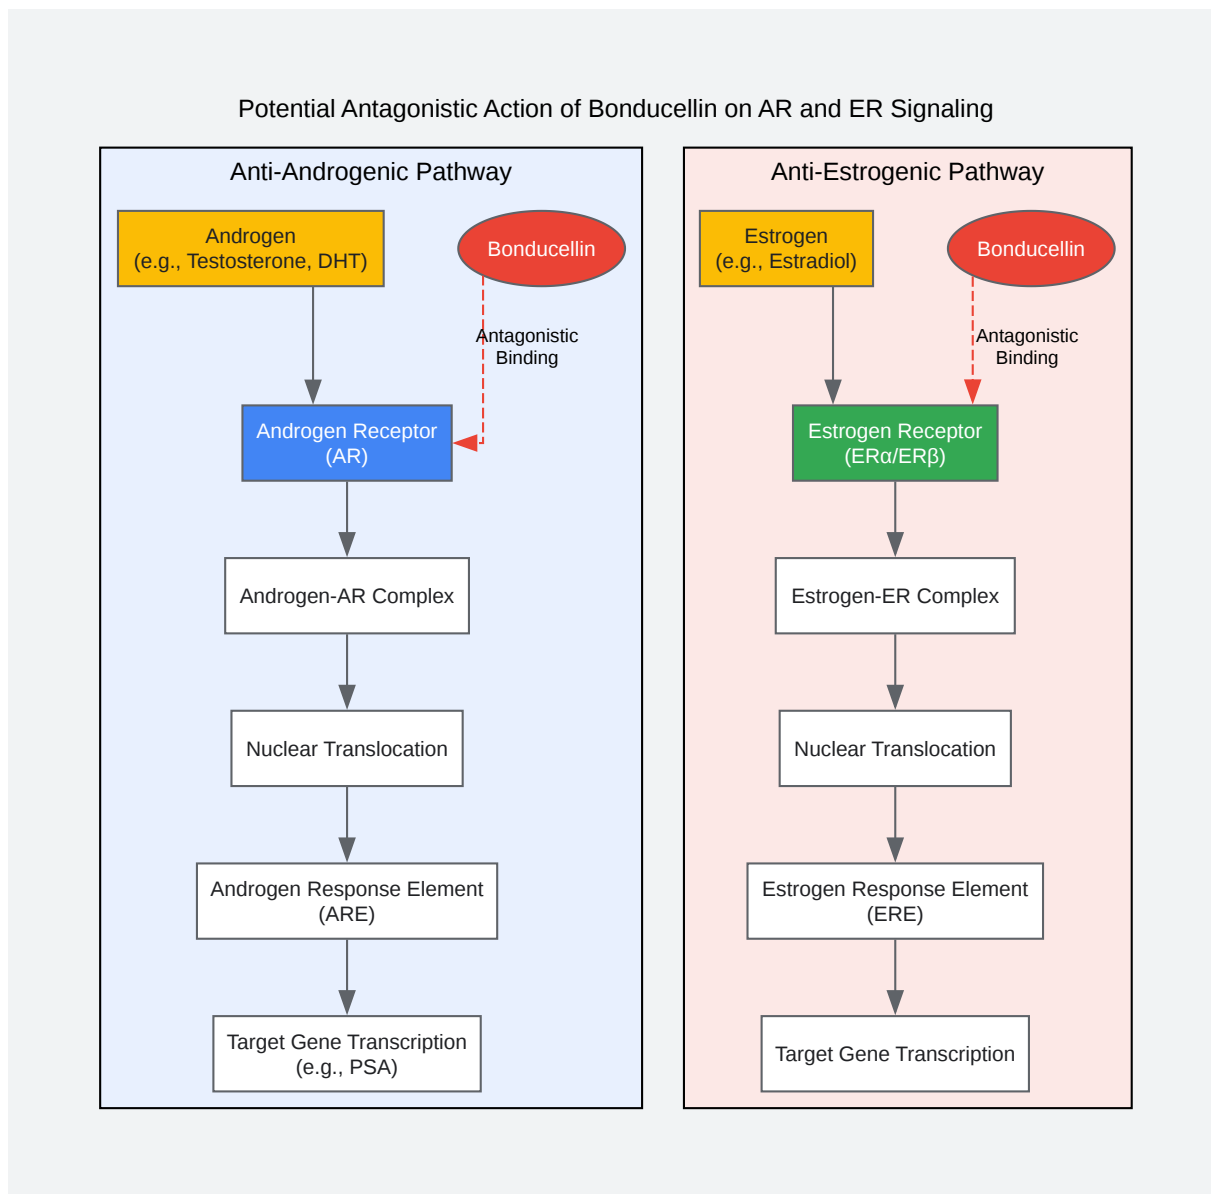 Potential Antagonistic Action of Bonducellin on AR and ER Signaling
Anti-Androgenic Pathway
Androgen
(e.g., Testosterone, DHT)
Bonducellin
Antagonistic
Binding
Androgen Receptor
(AR)
Androgen-AR Complex
Nuclear Translocation
Androgen Response Element
(ARE)
Target Gene Transcription
(e.g., PSA)
Anti-Estrogenic Pathway
Estrogen
(e.g., Estradiol)
Bonducellin
Antagonistic
Binding
Estrogen Receptor
(ERα/ERβ)
Estrogen-ER Complex
Nuclear Translocation
Estrogen Response Element
(ERE)
Target Gene Transcription